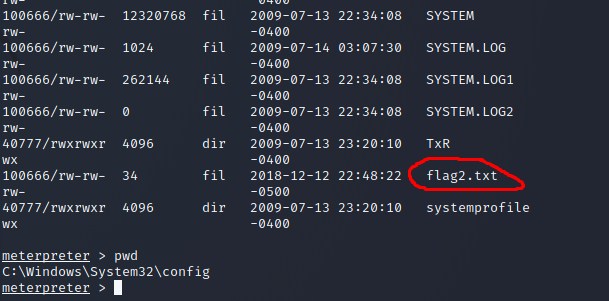 rw-
100666/rw-rw- 12320768 fil 2009-07-13 22:34:08 SYSTEM
rw- -0400
100666/rw-rw- 1024 fil 2009-07-14 03:07:30 SYSTEM.LOG
rw- -0400
100666/rw-rw- 262144 fil 2009-07-13 22:34:08 SYSTEM.LOG1
rw- -0400
100666/rw-rw- 0 fil 2009-07-13 22:34:08 SYSTEM.LOG2
rw- -0400
40777/rwxrwxr 4096 dir 2009-07-13 23:20:10 TxR
wx -0400
100666/rw-rw- 34 fil 2018-12-12 22:48:22 flag2.txt
rw- -0500
40777/rwxrwxr 4096 dir 2009-07-13 23:20:10 systemprofile
wx -0400
meterpreter > pwd
C:\Windows\System32\config
meterpreter >